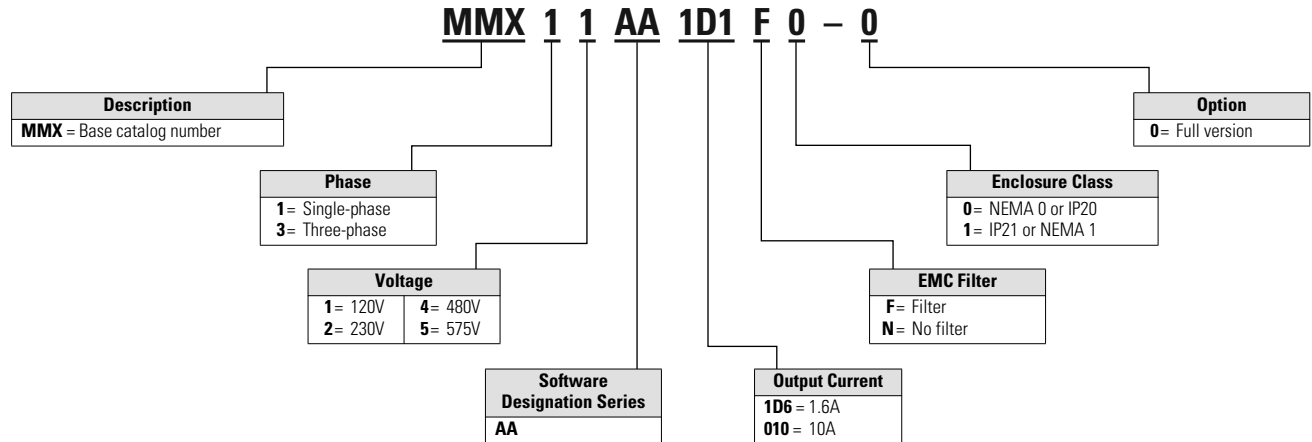 MMX 1 1 AA 1D1 F 0 – 0
Description
MMX = Base catalog number
Option
0= Full version
Phase
1= Single-phase
3= Three-phase
Enclosure Class
0= NEMA 0 or IP20
1= IP21 or NEMA 1
Voltage
1= 120V 4= 480V
2= 230V 5= 575V
EMC Filter
F= Filter
N= No filter
Software
Designation Series
AA
Output Current
1D6 = 1.6A
010 = 10A